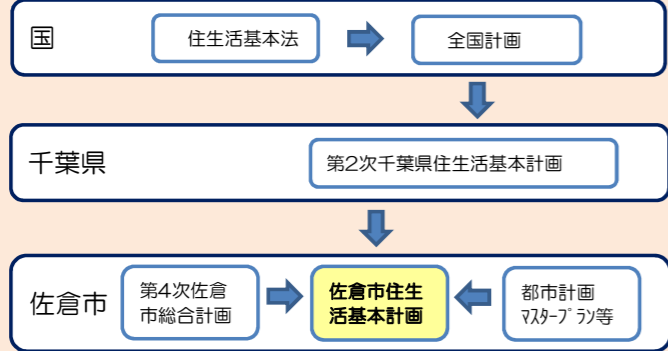 国
住生活基本法
全国計画
千葉県
第2次千葉県住生活基本計画
佐倉市
第4次佐倉
市総合計画
佐倉市住生
活基本計画
都市計画
ﾏｽﾀｰﾌﾟﾗﾝ等